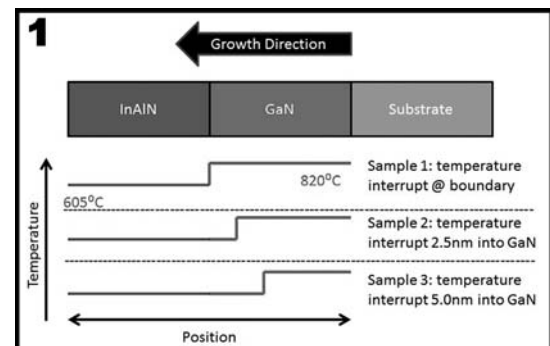 1
Growth Direction
InAlN
GaN
Substrate
Temperature
605°C
820°C
Sample 1: temperature
interrupt @ boundary
Sample 2: temperature
interrupt 2.5nm into GaN
Sample 3: temperature
interrupt 5.0nm into GaN
Position